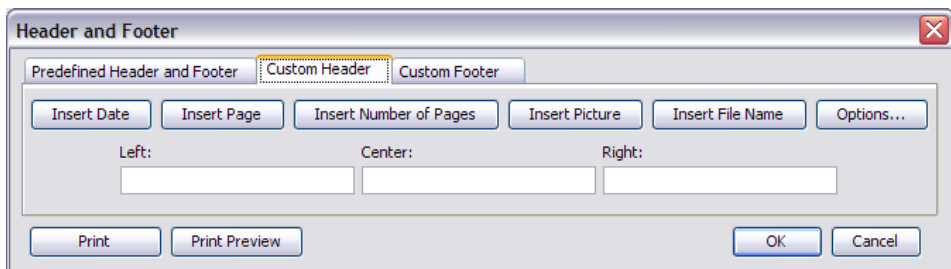 Header and Footer
Predefined Header and Footer Custom Header Custom Footer
Insert Date Insert Page Insert Number of Pages Insert Picture Insert File Name Options...
Left: Center: Right:
Print Print Preview OK Cancel